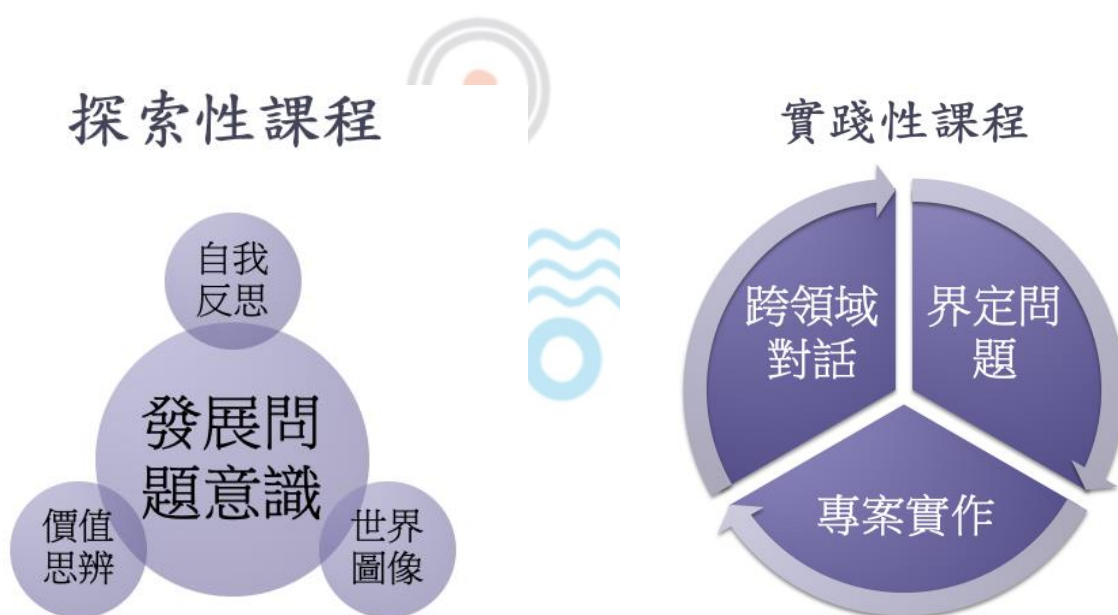 探索性課程
自我
反思
發展問
題意識
價值
思辨
世界
圖像
實踐性課程
跨領域
對話
界定問
題
專案實作